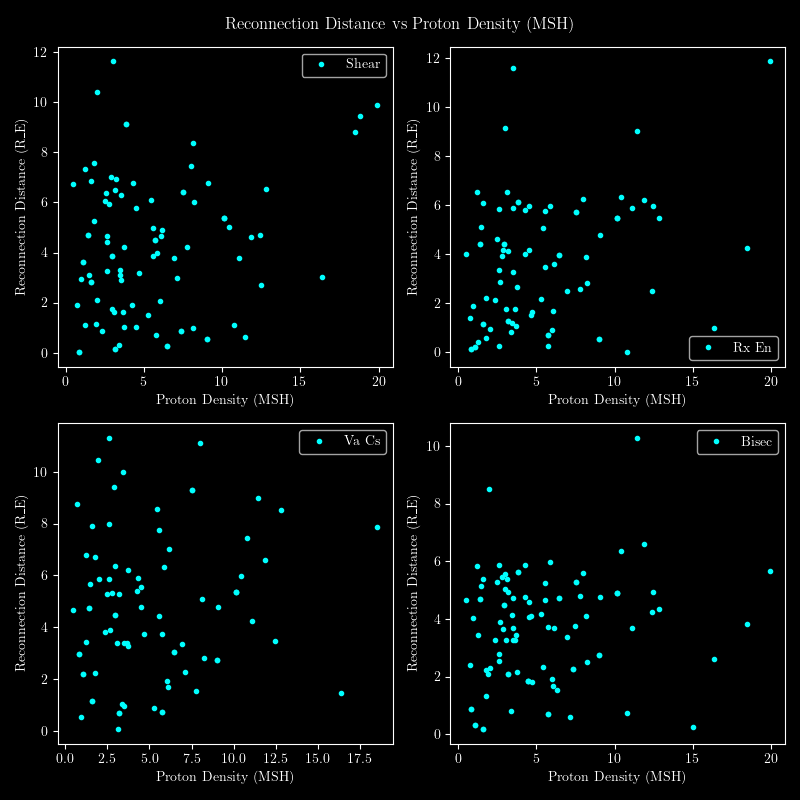 Reconnection Distance vs Proton Density (MSH)
Reconnection Distance (R_E)
12
10
8
6
4
2
0
Shear
0 5 10 15 20
Proton Density (MSH)
Reconnection Distance (R_E)
12
10
8
6
4
2
0
Rx En
0 5 10 15 20
Proton Density (MSH)
Reconnection Distance (R_E)
10
8
6
4
2
0
Va Cs
0.0 2.5 5.0 7.5 10.0 12.5 15.0 17.5
Proton Density (MSH)
Reconnection Distance (R_E)
10
8
6
4
2
0
Bisec
0 5 10 15 20
Proton Density (MSH)